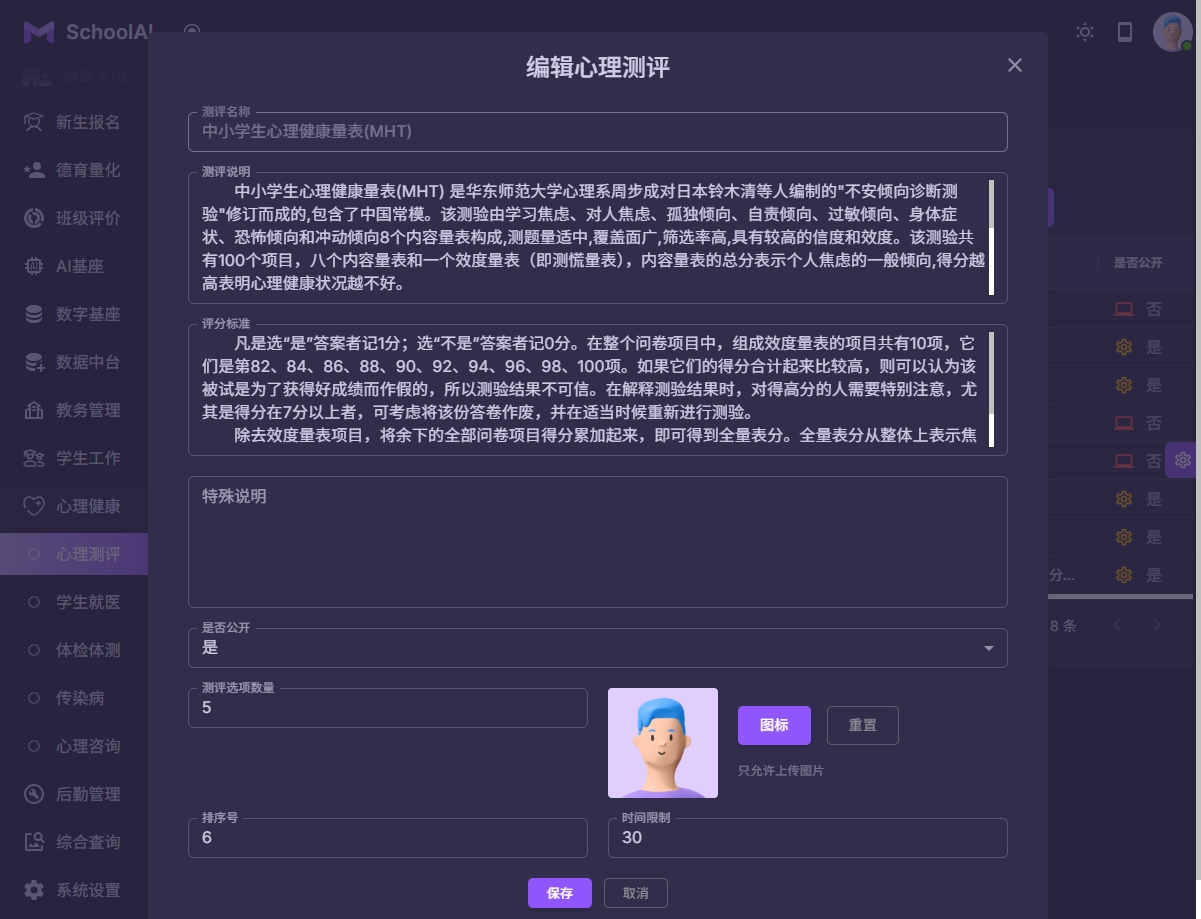 SchoolAI
编辑心理测评
测评名称
中小学生心理健康量表(MHT)
测评说明
中小学生心理健康量表(MHT) 是华东师范大学心理系周步成对日本铃木清等人编制的"不安倾向诊断测
验"修订而成的,包含了中国常模。该测验由学习焦虑、对人焦虑、孤独倾向、自责倾向、过敏倾向、身体症
状、恐怖倾向和冲动倾向8个内容量表构成,测题量适中,覆盖面广,筛选率高,具有较高的信度和效度。该测验共
有100个项目，八个内容量表和一个效度量表（即测慌量表），内容量表的总分表示个人焦虑的一般倾向,得分越
高表明心理健康状况越不好。
评分标准
凡是选“是”答案者记1分；选“不是”答案者记0分。在整个问卷项目中，组成效度量表的项目共有10项，它
们是第82、84、86、88、90、92、94、96、98、100项。如果它们的得分合计起来比较高，则可以认为该
被试是为了获得好成绩而作假的，所以测验结果不可信。在解释测验结果时，对得高分的人需要特别注意，尤
其是得分在7分以上者，可考虑将该份答卷作废，并在适当时候重新进行测验。
除去效度量表项目，将余下的全部问卷项目得分累加起来，即可得到全量表分。全量表分从整体上表示焦
特殊说明
是否公开
是
测评选项数量
5
图标
重置
只允许上传图片
排序号
6
时间限制
30
保存
取消
新生报名
德育量化
班级评价
AI基座
数字基座
数据中台
教务管理
学生工作
心理健康
心理测评
学生就医
体检体测
传染病
心理咨询
后勤管理
综合查询
系统设置
是否公开
否
是
是
否
否
是
是
分... 是
8 条